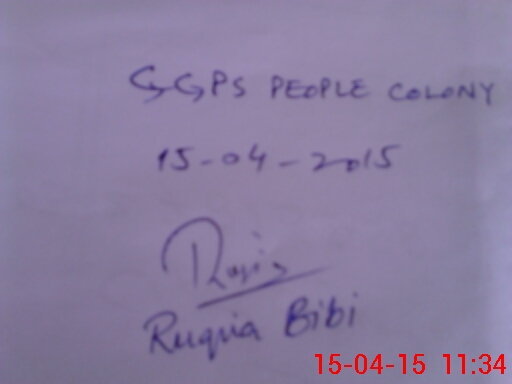 GGPS PEOPLE COLONY
15-04-2015
Ruqia Bibi
15-04-15 11:34